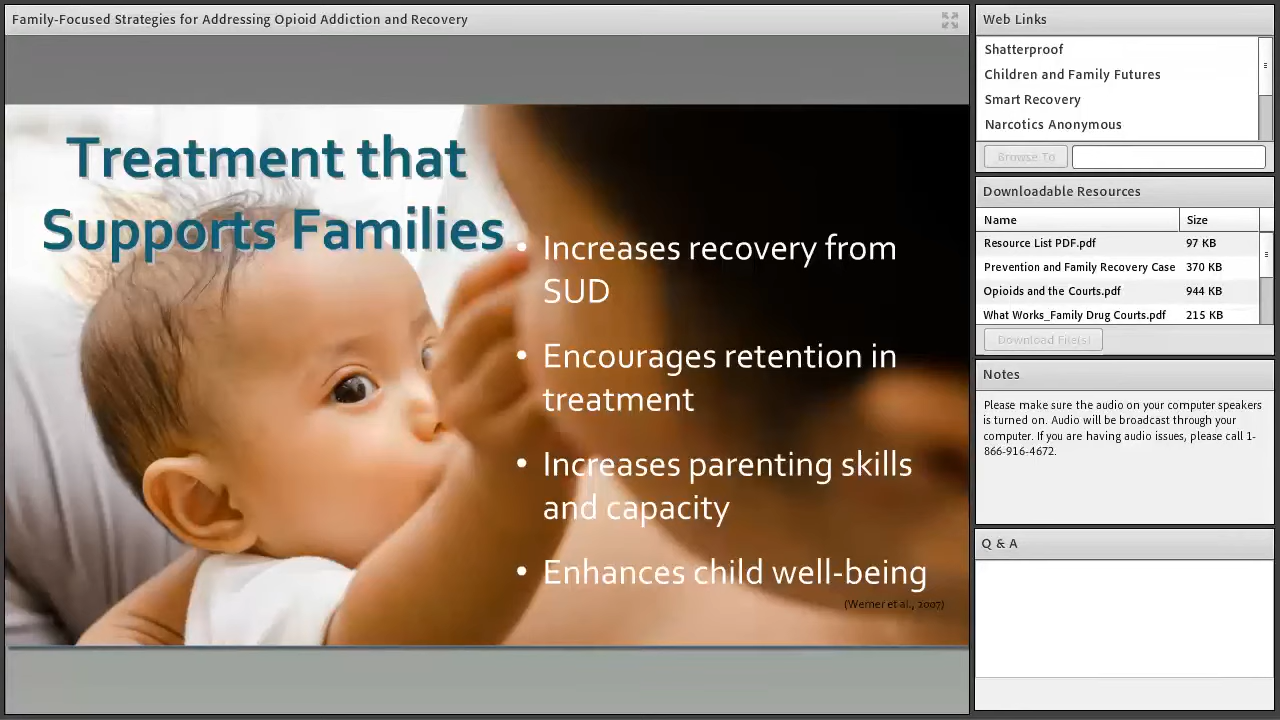 Family-Focused Strategies for Addressing Opioid Addiction and Recovery
Treatment that
Supports Families
• Increases recovery from
SUD
• Encourages retention in
treatment
• Increases parenting skills
and capacity
• Enhances child well-being
(Werner et al., 2007)
Web Links
Shatterproof
Children and Family Futures
Smart Recovery
Narcotics Anonymous
Browse To
Downloadable Resources
Name Size
Resource List PDF.pdf 97 KB
Prevention and Family Recovery Case 370 KB
Opioids and the Courts.pdf 944 KB
What Works_Family Drug Courts.pdf 215 KB
Download File(s)
Notes
Please make sure the audio on your computer speakers
is turned on. Audio will be broadcast through your
computer. If you are having audio issues, please call 1-
866-916-4672.
Q & A